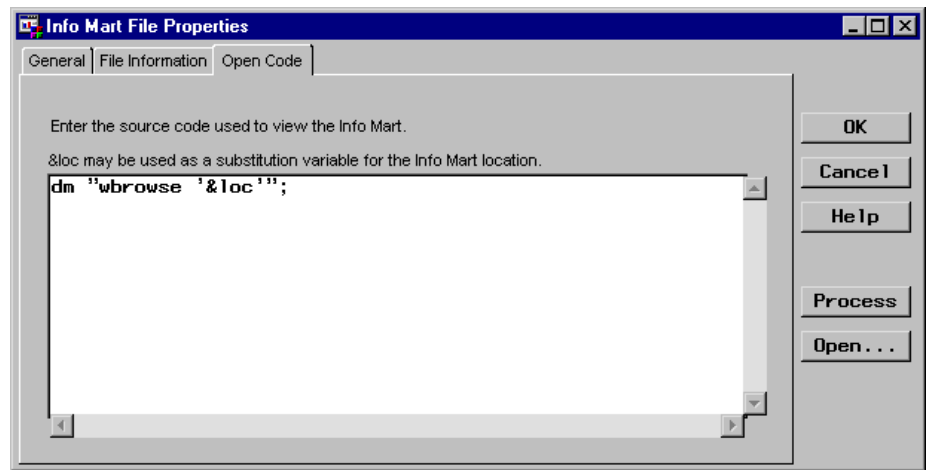 Info Mart File Properties
General File Information Open Code
Enter the source code used to view the Info Mart.
&loc may be used as a substitution variable for the Info Mart location.
dm "wbrowse '&loc'";
OK
Cancel
Help
Process
Open...